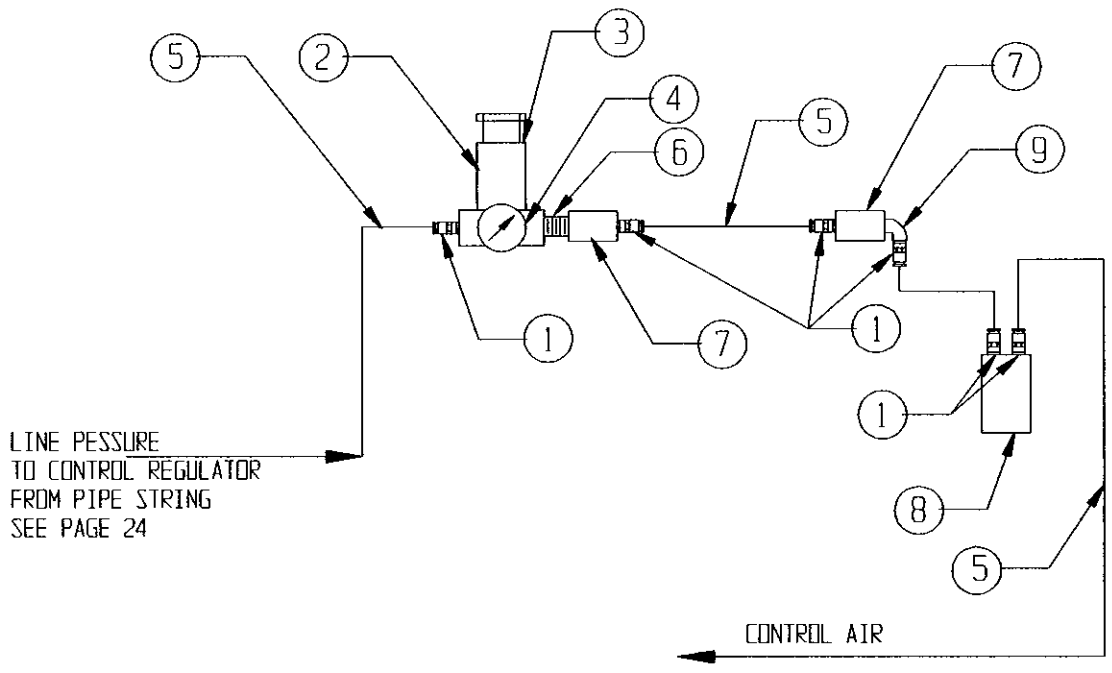 3
5
2
7
4
5
6
9
1
7
1
1
LINE PESSURE
TO CONTROL REGULATOR
FROM PIPE STRING
SEE PAGE 24
8
5
CONTROL AIR